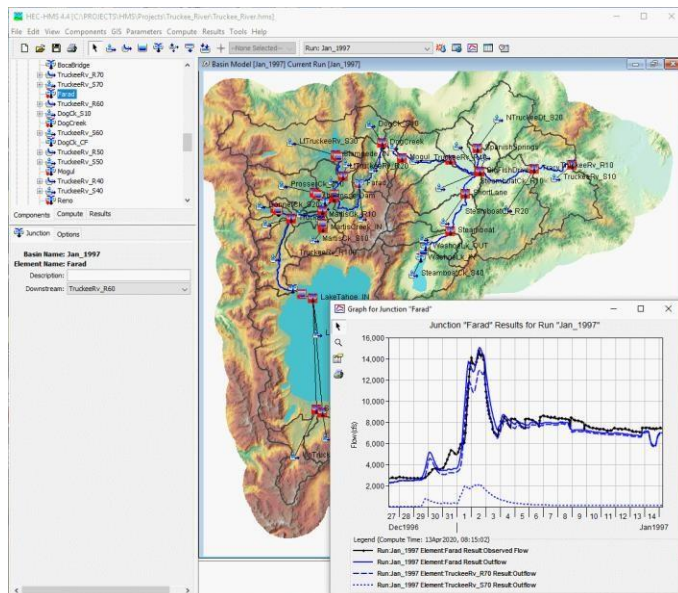 HEC-HMS 4.4 [C:\PROJECTS\HMS\Projects\Truckee_River\Truckee_River.hms]
File Edit View Components GIS Parameters Compute Results Tools Help
--None Selected-- Run: Jan_1997
BocaBridge
TruckeeRv_R70
TruckeeRv_S70
Farad
TruckeeRv_R60
DogCk_S10
DogCreek
TruckeeRv_S60
DogCk_CF
TruckeeRv_R50
TruckeeRv_S50
Mogul
TruckeeRv_R40
TruckeeRv_S40
Reno
Components Compute Results
Junction Options
Basin Name: Jan_1997
Element Name: Farad
Description:
Downstream: TruckeeRv_R60
Basin Model [Jan_1997] Current Run [Jan_1997]
NTruckeeDt_S20
DogCreek
SparishSprings
TruckeeRv_R10
TruckeeRv_S10
ShortLane
SteamboatCk_R20
Steamboat
WashoeLk_OUT
SteamboatCk_S40
MartisCk_R10
MartisCreek_IN
MartisCk_S10
LakeTahoe_IN
Graph for Junction "Farad"
Junction "Farad" Results for Run "Jan_1997"
16,000
14,000
12,000
10,000
8,000
6,000
4,000
2,000
Flow(cfs)
27 28 29 30 31 1 2 3 4 5 6 7 8 9 10 11 12 13 14
Dec1996 Jan1997
Legend (Compute Time: 13Apr2020, 08:15:02)
Run:Jan_1997 Element:Farad Result:Observed Flow
Run:Jan_1997 Element:Farad Result:Outflow
Run:Jan_1997 Element:TruckeeRv_R70 Result:Outflow
Run:Jan_1997 Element:TruckeeRv_S70 Result:Outflow